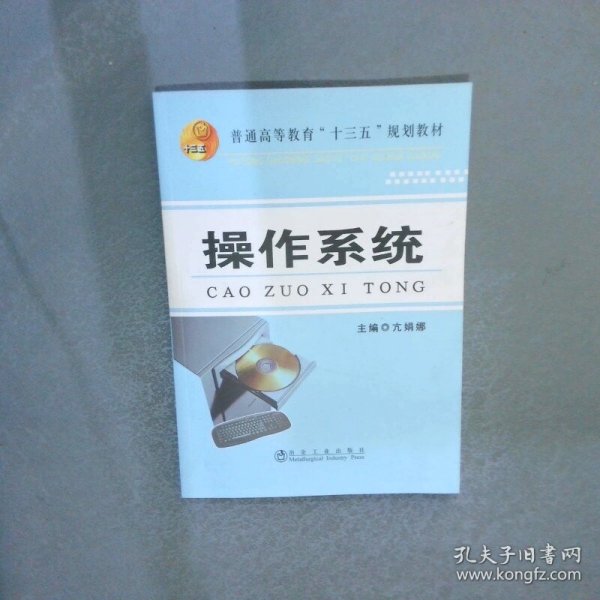 普通高等教育“十三五”规划教材
十三五
操作系统
CAO ZUO XI TONG
主编◎亢娟娜
冶金工业出版社
Metallurgical Industry Press
孔夫子旧书网
www.kongfz.com